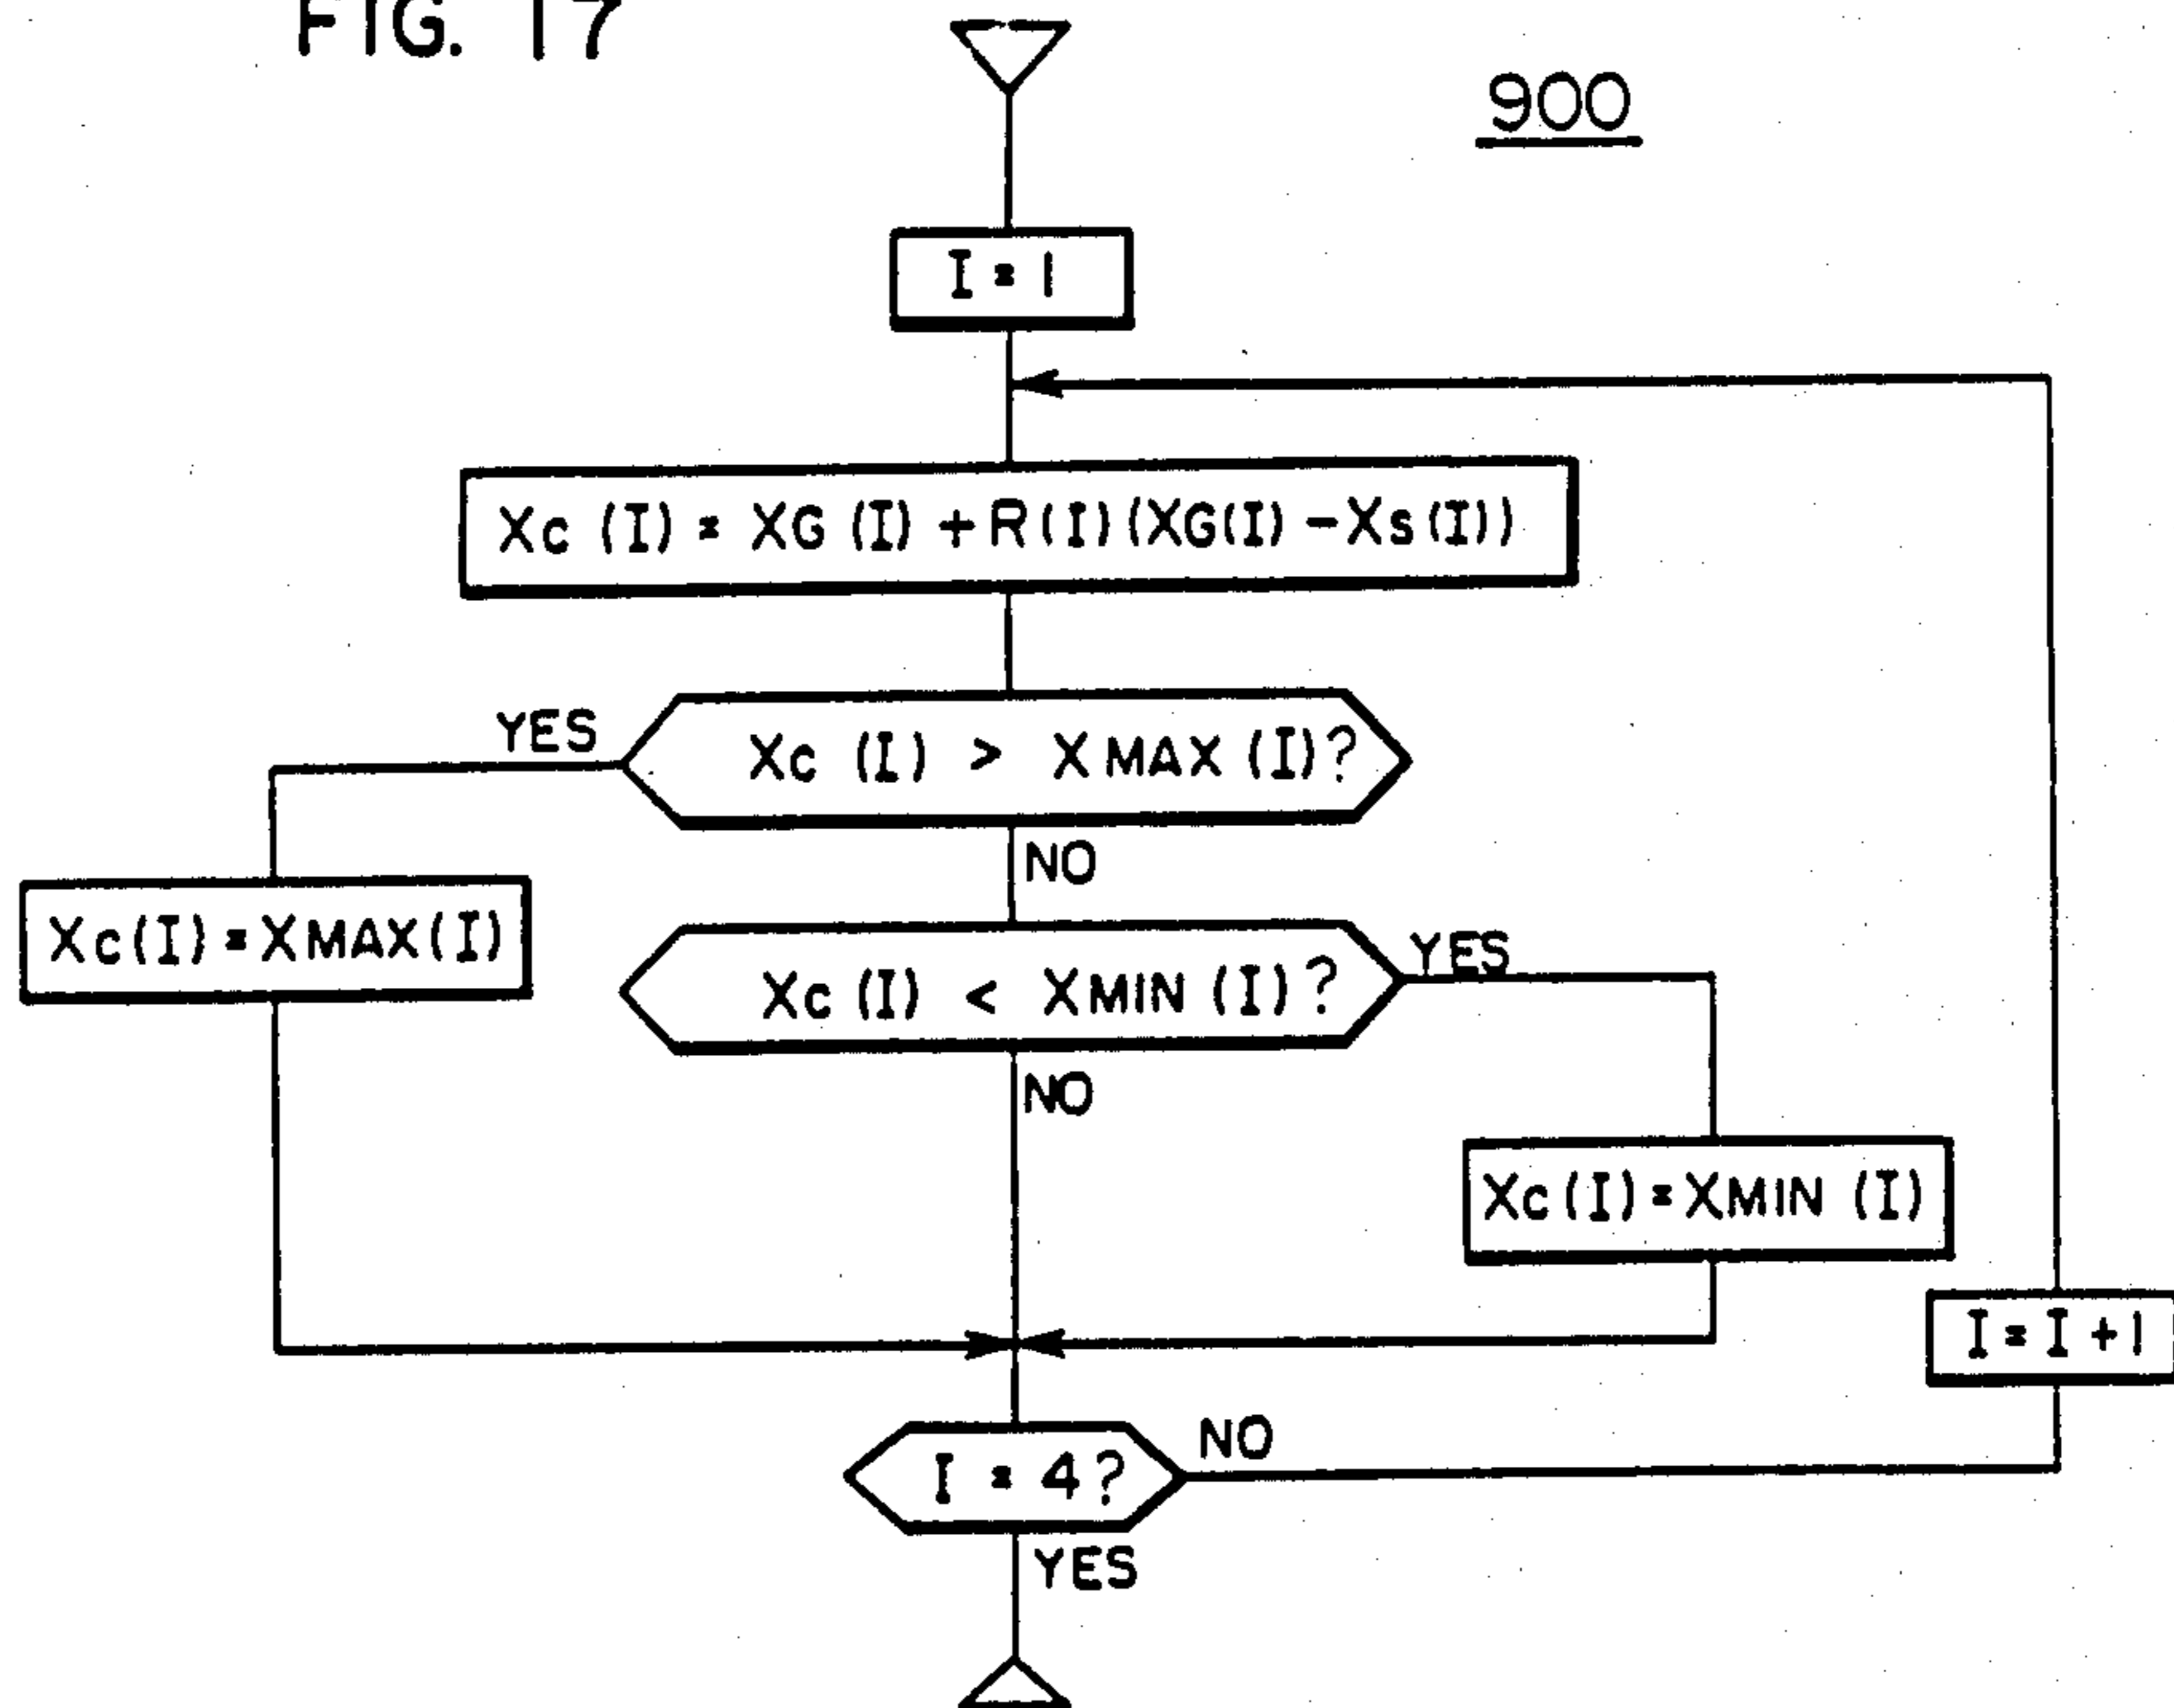 FIG. 17
900
I = 1
Xc (I) = XG (I) +R(I)(XG(I) -Xs(I))
YES
Xc (I) > XMAX (I)?
NO
Xc(I)=XMAX(I)
YES
Xc (I) < XMIN (I)?
NO
Xc(I)=XMIN (I)
I=I+1
NO
I = 4?
YES